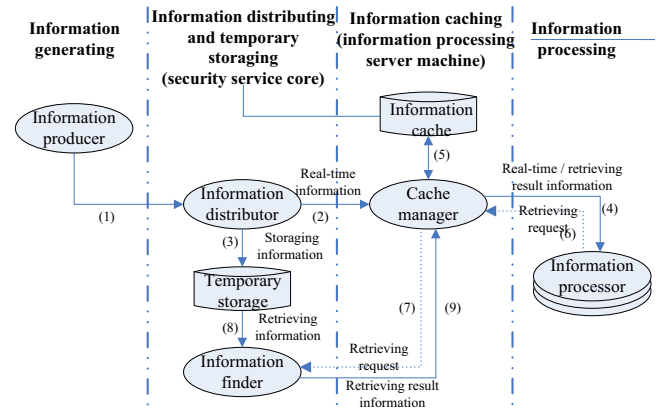 Information
generating
Information distributing
and temporary
storaging
(security service core)
Information caching
(information processing
server machine)
Information
processing
Information
producer
Information
cache
(5)
Real-time
information
Real-time / retrieving
result information
(1)
Information
distributor
(2)
Cache
manager
(4)
Retrieving
request
(6)
(3)
Storaging
information
Information
processor
Temporary
storage
(8)
Retrieving
information
(7)
(9)
Information
finder
Retrieving
request
Retrieving result
information